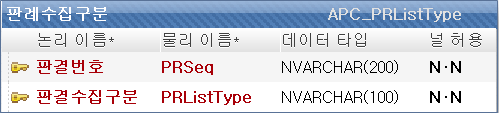 판례수집구분 APC_PRListType
논리 이름* 물리 이름* 데이터 타입 널 허용
판결번호 PRSeq NVARCHAR(200) N·N
판결수집구분 PRListType NVARCHAR(100) N·N